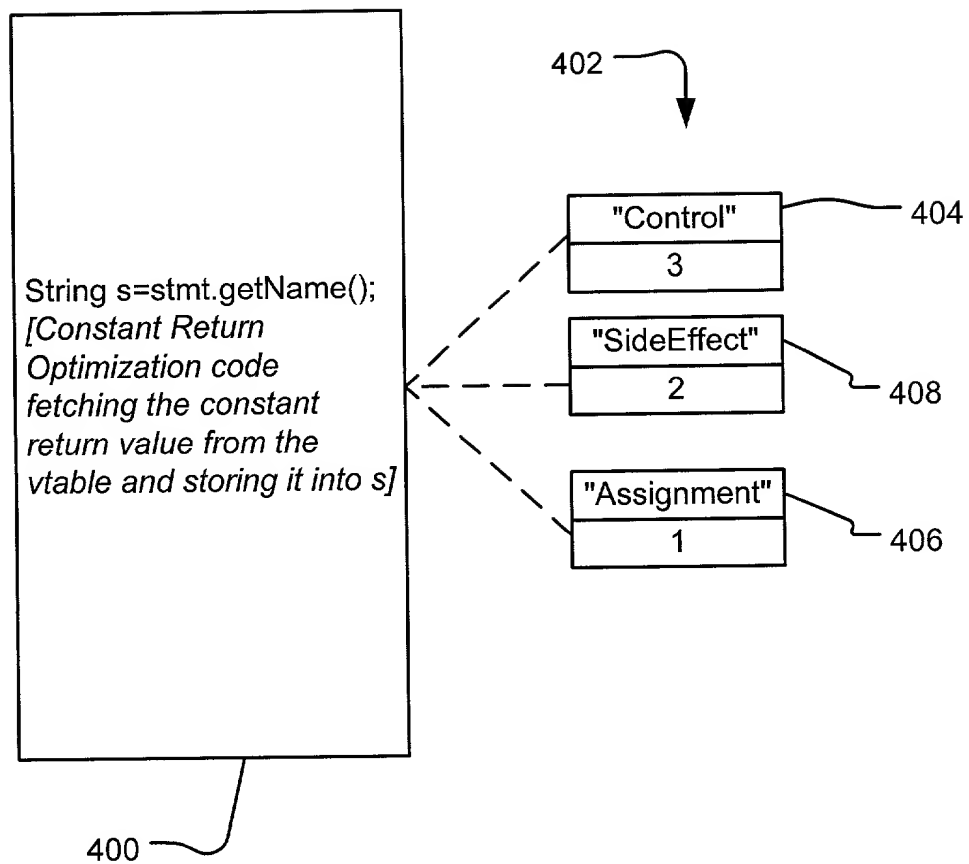 402
"Control"
404
3
String s=stmt.getName();
[Constant Return
Optimization code
fetching the constant
return value from the
vtable and storing it into s]
"SideEffect"
2
408
"Assignment"
1
406
400